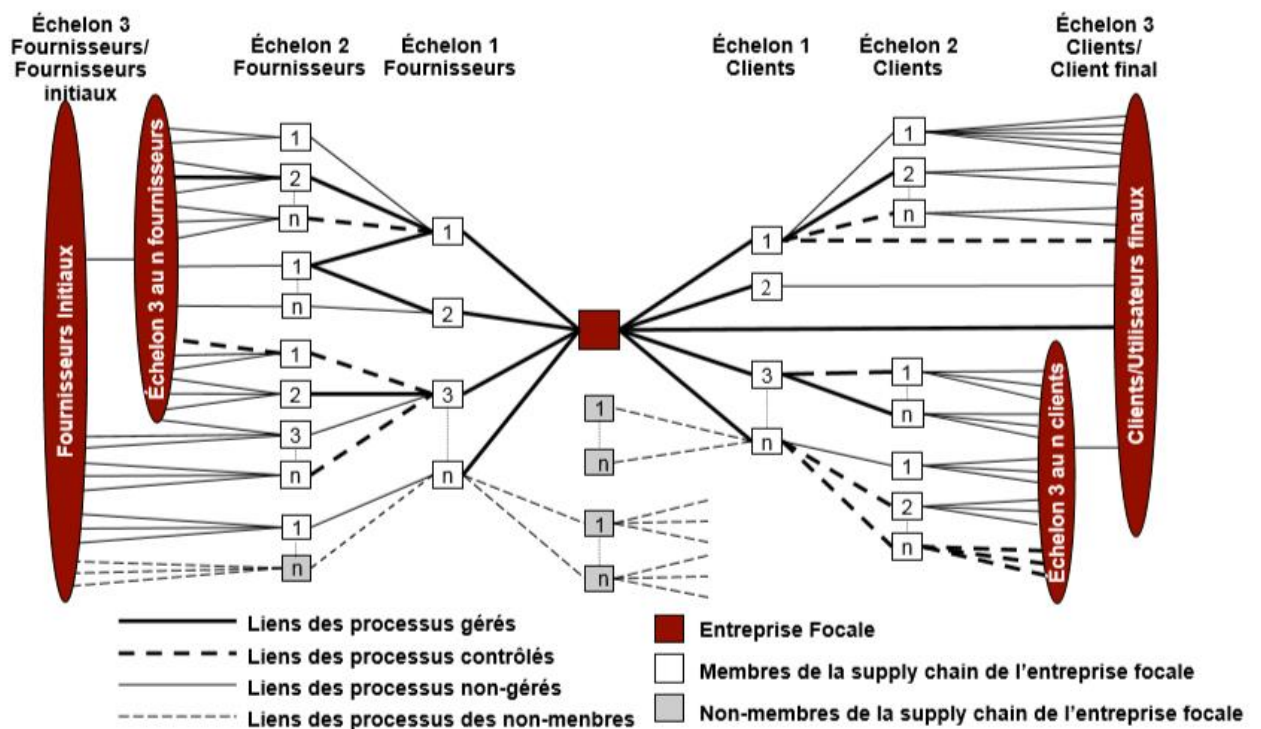 Échelon 3
Fournisseurs/
Fournisseurs
initiaux
Échelon 2
Fournisseurs
Échelon 1
Fournisseurs
Échelon 1
Clients
Échelon 2
Clients
Échelon 3
Clients/
Client final
Fournisseurs Initiaux
Échelon 3 au n fournisseurs
1
2
n
1
n
1
2
3
n
1
n
1
2
3
n
1
n
1
n
1
2
3
n
1
2
n
1
n
1
2
n
Échelon 3 au n clients
Clients/Utilisateurs finaux
Liens des processus gérés
Liens des processus contrôlés
Liens des processus non-gérés
Liens des processus des non-menbres
Entreprise Focale
Membres de la supply chain de l'entreprise focale
Non-membres de la supply chain de l'entreprise focale